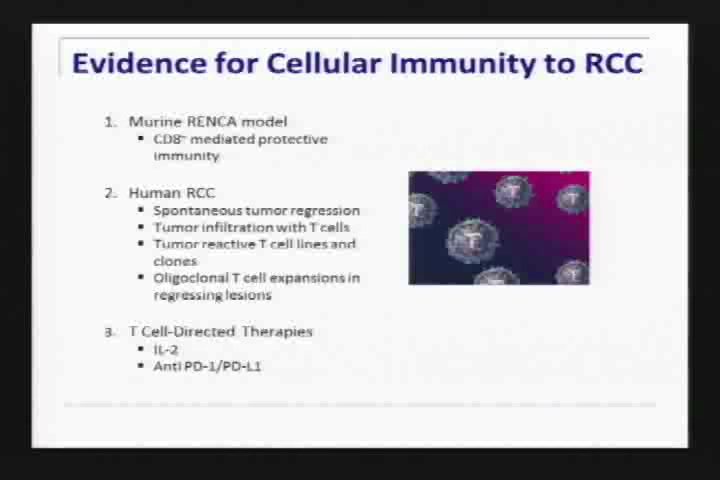 Evidence for Cellular Immunity to RCC
1. Murine RENCA model
▪ CD8+ mediated protective
immunity
2. Human RCC
▪ Spontaneous tumor regression
▪ Tumor infiltration with T cells
▪ Tumor reactive T cell lines and
clones
▪ Oligoclonal T cell expansions in
regressing lesions
T
T
T
T
T
T
3. T Cell-Directed Therapies
▪ IL-2
▪ Anti PD-1/PD-L1